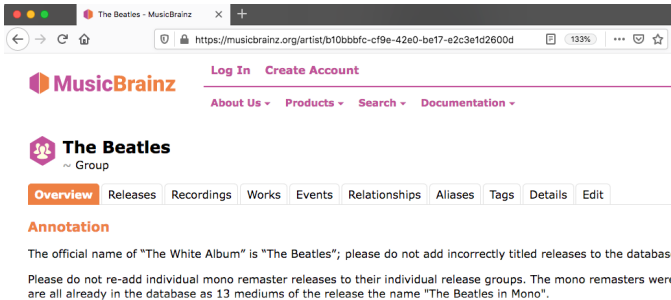 The Beatles - MusicBrainz
https://musicbrainz.org/artist/b10bbbfc-cf9e-42e0-be17-e2c3e1d2600d 133%
Log In Create Account
MusicBrainz
About Us Products Search Documentation
The Beatles
~ Group
Overview Releases Recordings Works Events Relationships Aliases Tags Details Edit
Annotation
The official name of “The White Album” is “The Beatles”; please do not add incorrectly titled releases to the databas
Please do not re-add individual mono remaster releases to their individual release groups. The mono remasters were
are all already in the database as 13 mediums of the release the name "The Beatles in Mono".